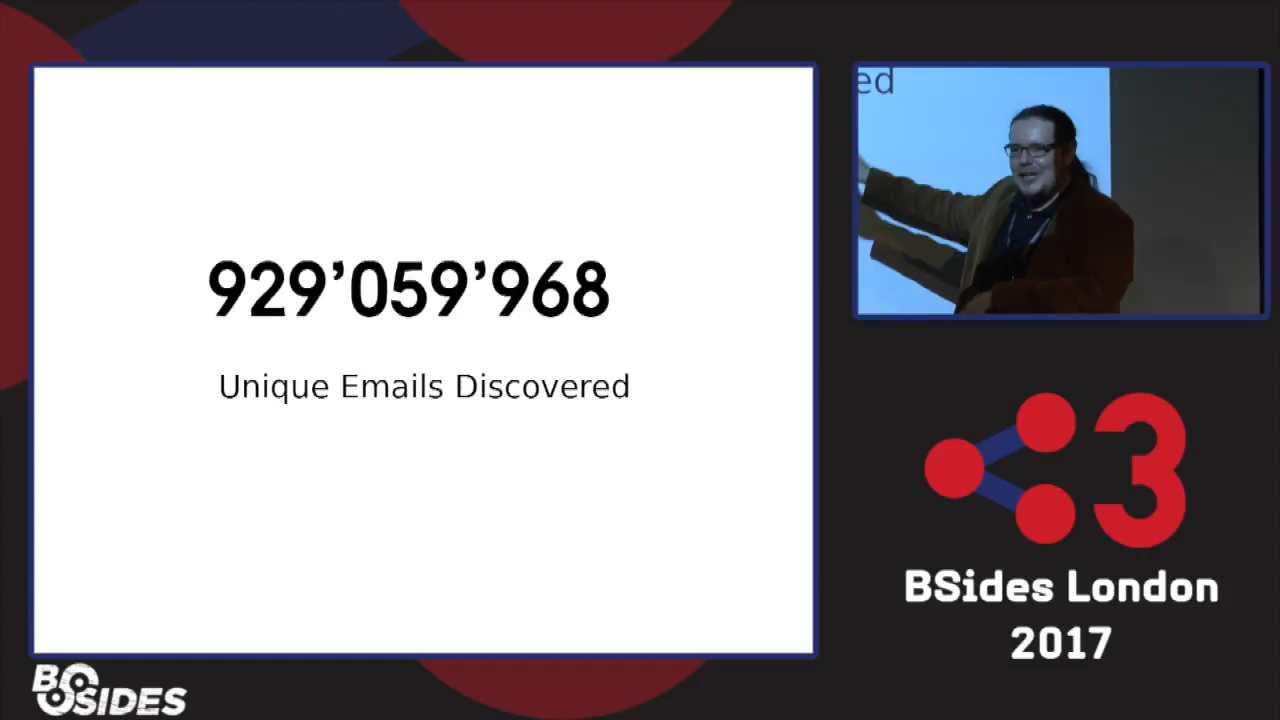 929’059’968
Unique Emails Discovered
ed
<3
BSides London
2017
BSIDES